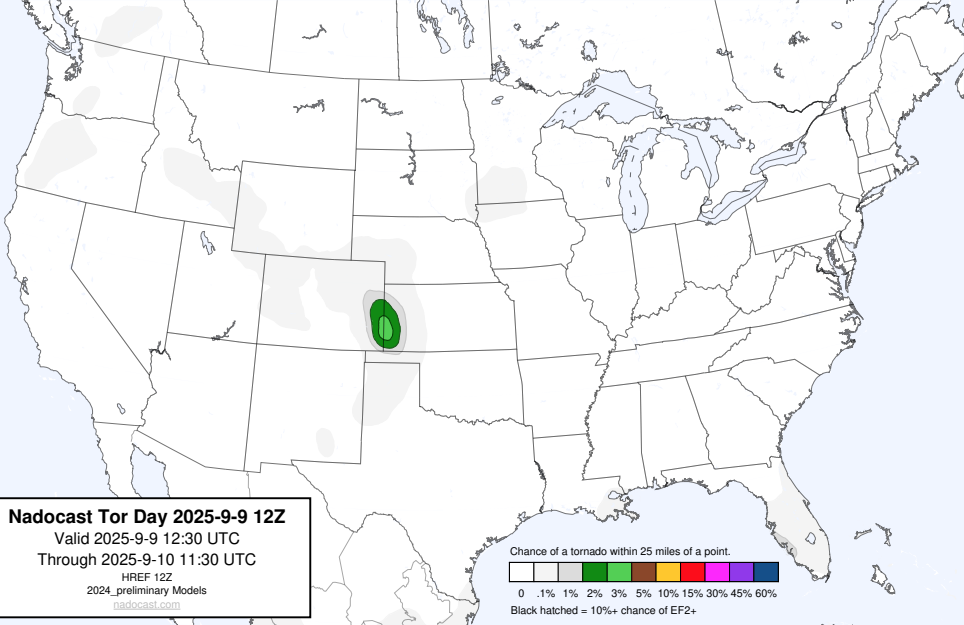 Nadocast Tor Day 2025-9-9 12Z
Valid 2025-9-9 12:30 UTC
Through 2025-9-10 11:30 UTC
HREF 12Z
2024_preliminary Models
nadocast.com
Chance of a tornado within 25 miles of a point.
0 .1% 1% 2% 3% 5% 10% 15% 30% 45% 60%
Black hatched = 10%+ chance of EF2+